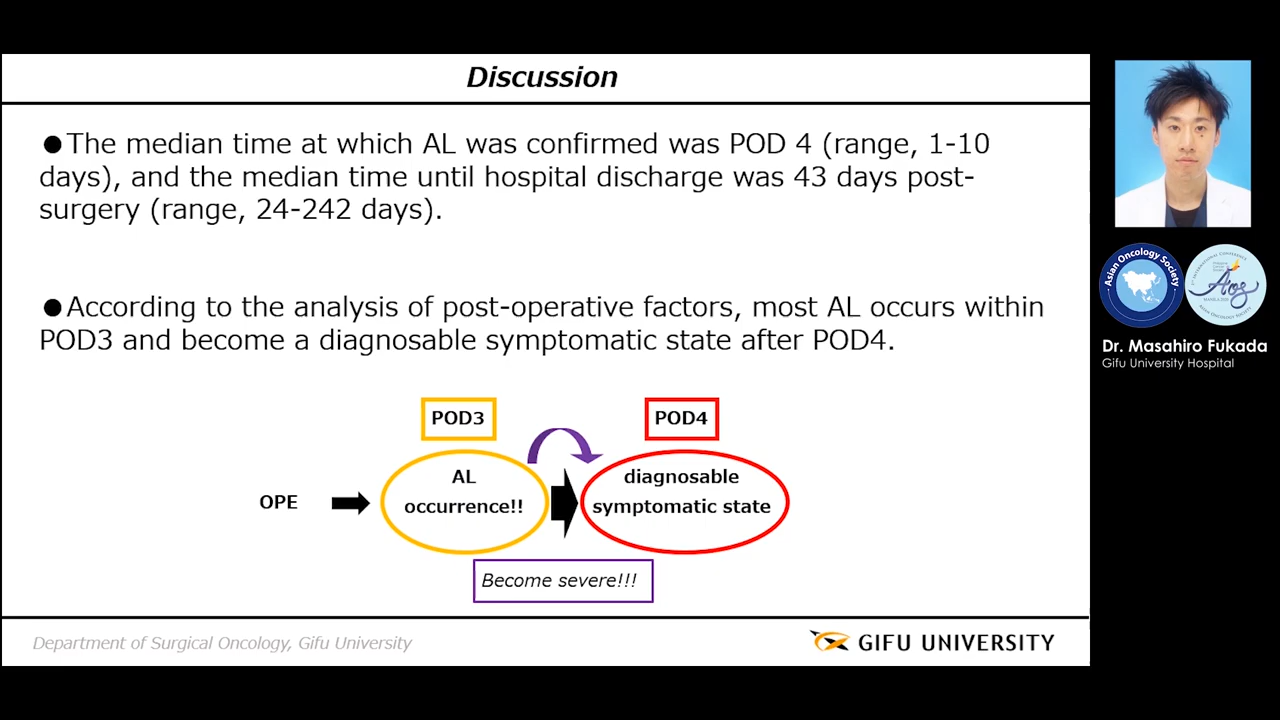 Discussion
●The median time at which AL was confirmed was POD 4 (range, 1-10
days), and the median time until hospital discharge was 43 days post-
surgery (range, 24-242 days).
●According to the analysis of post-operative factors, most AL occurs within
POD3 and become a diagnosable symptomatic state after POD4.
POD3
POD4
OPE
AL
occurrence!!
diagnosable
symptomatic state
Become severe!!!
Department of Surgical Oncology, Gifu University
GIFU UNIVERSITY
Asian Oncology Society
Dr. Masahiro Fukada
Gifu University Hospital